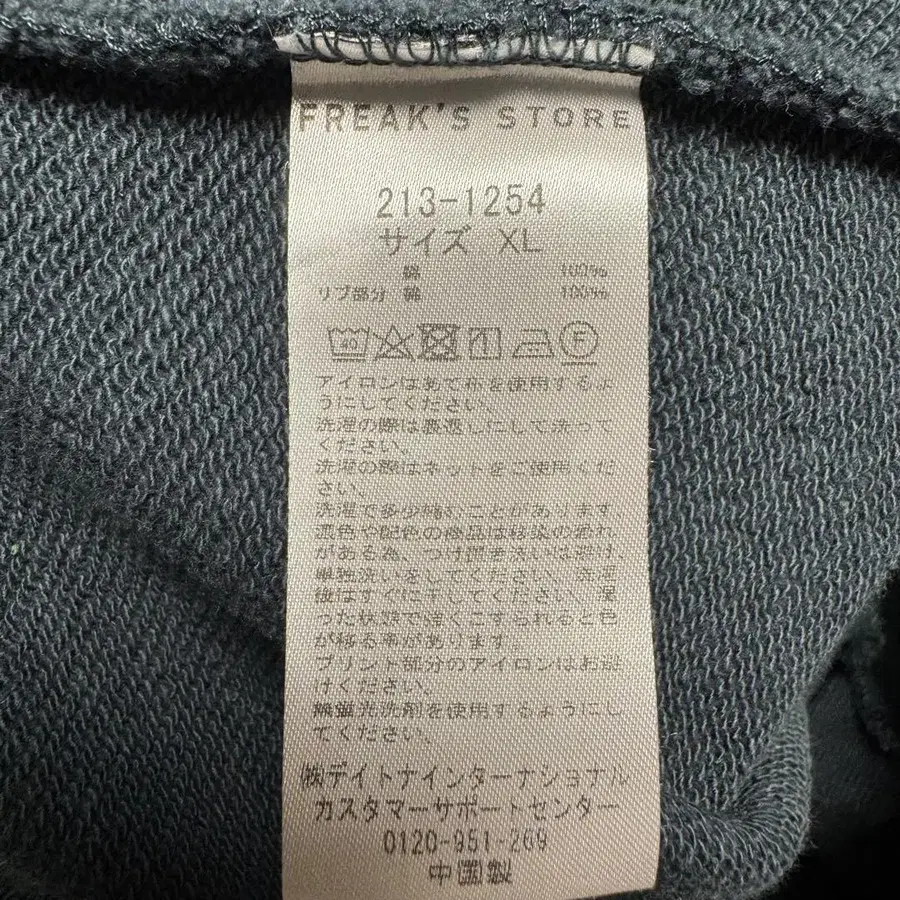 FREAK'S STORE
213-1254
サイズ XL
綿 100%
リブ部分 綿 100%
40 F
アイロンはあて布を使用するよ
うにしてください。
洗濯の際は裏返しにして洗って
ください。
洗濯の際はネットをご使用くだ
さい。
洗濯で多少縮むことがあります
濃色や配色の商品は移染の恐れ
がある為、つけ置き洗いは避け、
単独洗いをしてください。洗濯
後はすぐに干してください。湿
った状態で強くこすられると色
が移る事があります。
プリント部分のアイロンはお避
けください。
無蛍光洗剤を使用するようにし
てください。
㈱デイトナインターナショナル
カスタマーサポートセンター
0120-951-269
中国製